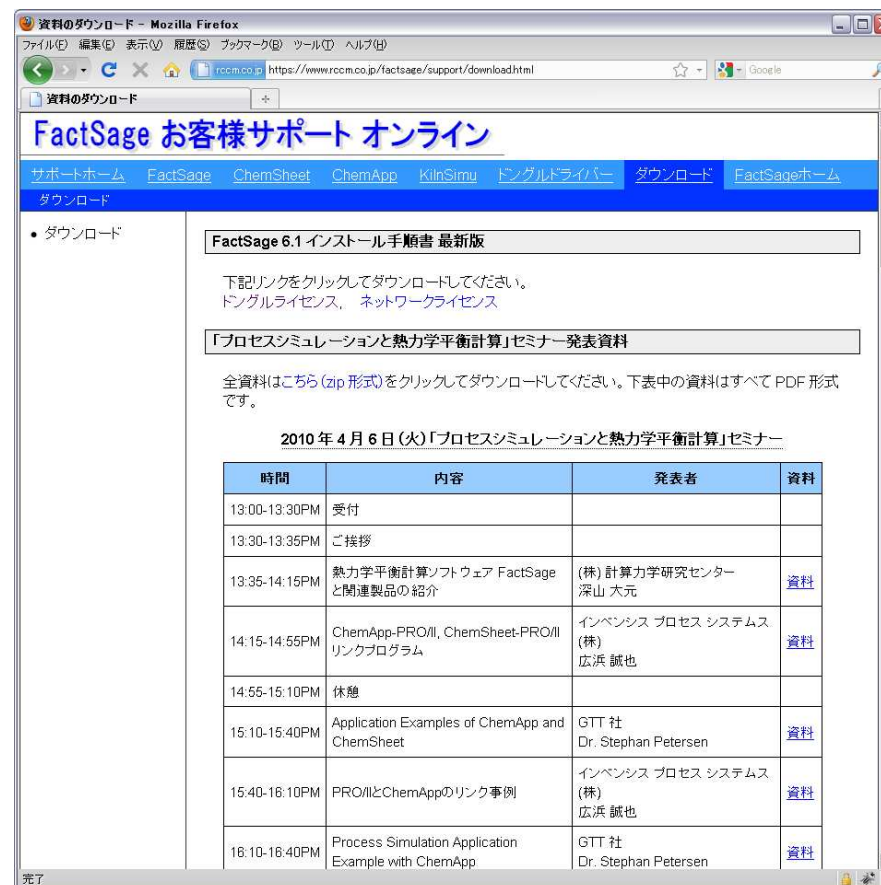 資料のダウンロード - Mozilla Firefox
ファイル(F) 編集(E) 表示(V) 履歴(S) ブックマーク(B) ツール(T) ヘルプ(H)
rccm.co.jp https://www.rccm.co.jp/factsage/support/download.html
Google
資料のダウンロード
FactSage お客様サポート オンライン
サポートホーム FactSage ChemSheet ChemApp KilnSimu ドングルドライバー ダウンロード FactSageホーム
ダウンロード
• ダウンロード
FactSage 6.1 インストール手順書 最新版
下記リンクをクリックしてダウンロードしてください。
ドングルライセンス, ネットワークライセンス
「プロセスシミュレーションと熱力学平衡計算」セミナー発表資料
全資料はこちら(zip 形式)をクリックしてダウンロードしてください。下表中の資料はすべて PDF 形式
です。
2010 年 4 月 6 日 (火)「プロセスシミュレーションと熱力学平衡計算」セミナー
時間 内容 発表者 資料
13:00-13:30PM 受付
13:30-13:35PM ご挨拶
13:35-14:15PM 熱力学平衡計算ソフトウェア FactSage
と関連製品の紹介 (株) 計算力学研究センター
深山 大元 資料
14:15-14:55PM ChemApp-PRO/II, ChemSheet-PRO/II
リンクプログラム インベンシス プロセス システムス
(株)
広浜 誠也 資料
14:55-15:10PM 休憩
15:10-15:40PM Application Examples of ChemApp and
ChemSheet GTT 社
Dr. Stephan Petersen 資料
15:40-16:10PM PRO/IIとChemAppのリンク事例 インベンシス プロセス システムス
(株)
広浜 誠也 資料
16:10-16:40PM Process Simulation Application
Example with ChemApp GTT 社
Dr. Stephan Petersen 資料
完了